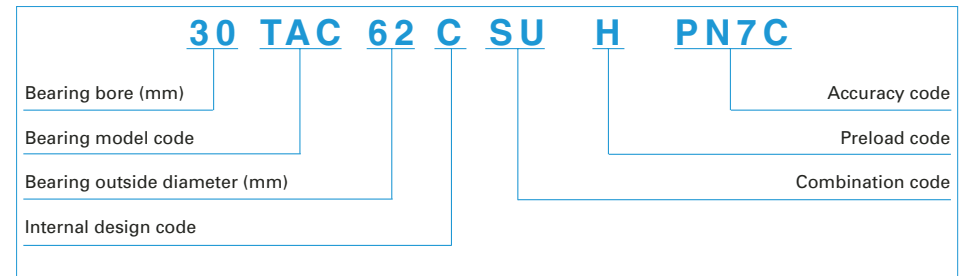 30 TAC 62 C SU H PN7C
Bearing bore (mm) Accuracy code
Bearing model code Preload code
Bearing outside diameter (mm) Combination code
Internal design code